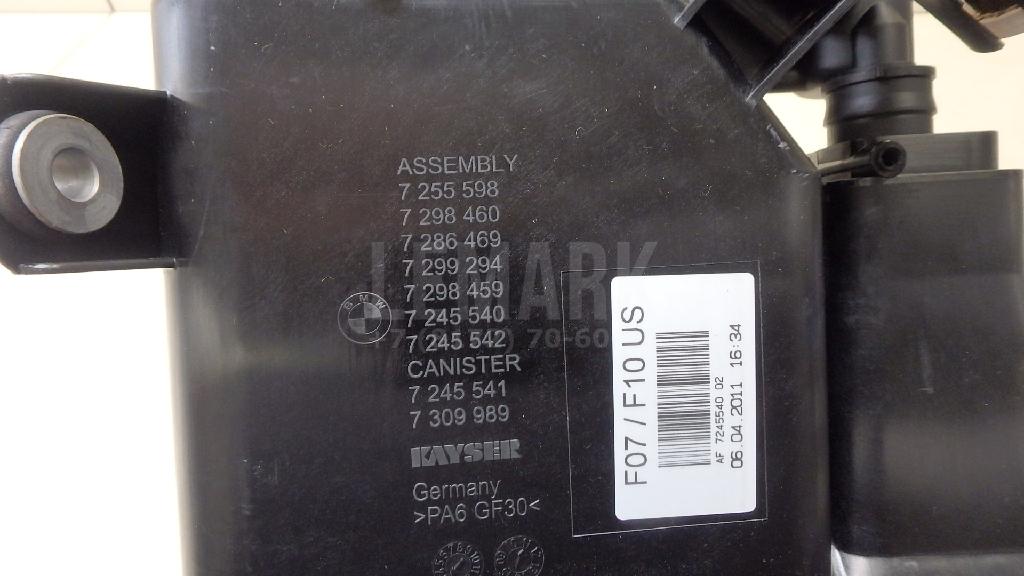 ASSEMBLY
7 255 598
7 298 460
7 286 469
7 299 294
7 298 459
7 245 540
7 245 542
CANISTER
7 245 541
7 309 989
BMW
KAYSER
Germany
>PA6 GF30<
F07 / F10 US
AF 7245540 02
06.04.2011 16:34